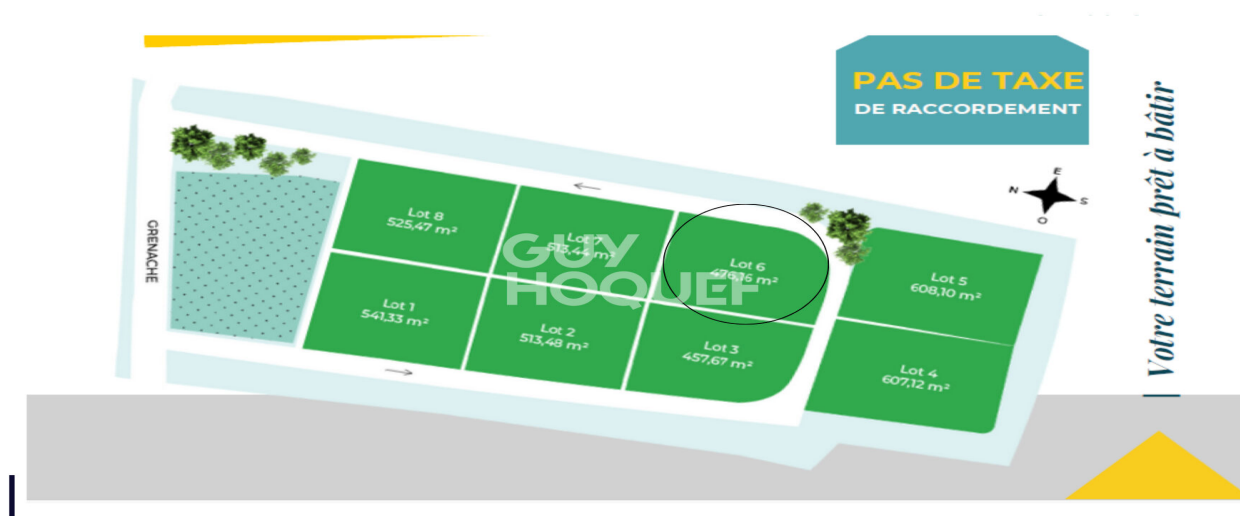 PAS DE TAXE
DE RACCORDEMENT
Votre terrain prêt à bâtir
E
N
S
O
GRENACHE
Lot 8
525,47 m²
Lot 7
513,44 m²
Lot 6
476,16 m²
Lot 5
608,10 m²
Lot 1
541,33 m²
Lot 2
513,48 m²
Lot 3
457,67 m²
Lot 4
607,12 m²
GUY
HOQUET